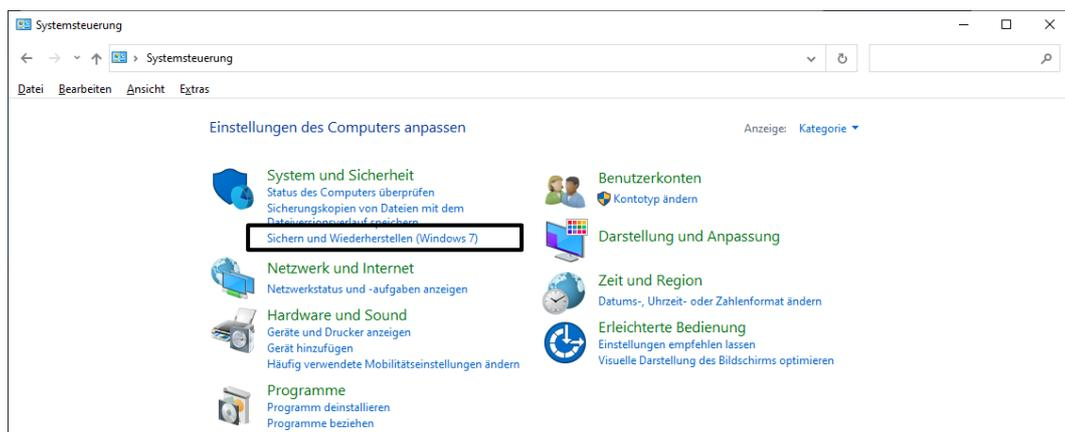 Systemsteuerung
Systemsteuerung
Datei Bearbeiten Ansicht Extras
Einstellungen des Computers anpassen
Anzeige: Kategorie
System und Sicherheit
Status des Computers überprüfen
Sicherungskopien von Dateien mit dem
Dateiversionsverlauf speichern
Sichern und Wiederherstellen (Windows 7)
Netzwerk und Internet
Netzwerkstatus und -aufgaben anzeigen
Hardware und Sound
Geräte und Drucker anzeigen
Gerät hinzufügen
Häufig verwendete Mobilitätseinstellungen ändern
Programme
Programm deinstallieren
Programme beziehen
Benutzerkonten
Kontotyp ändern
Darstellung und Anpassung
Zeit und Region
Datums-, Uhrzeit- oder Zahlenformat ändern
Erleichterte Bedienung
Einstellungen empfehlen lassen
Visuelle Darstellung des Bildschirms optimieren